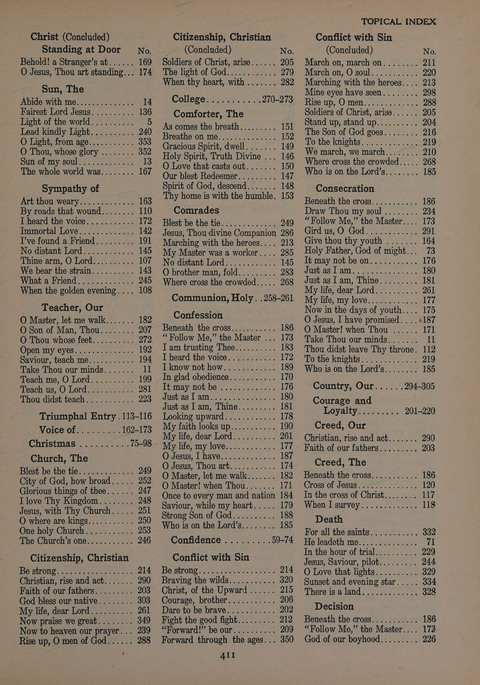 TOPICAL INDEX
Christ (Concluded)
Standing at Door No.
Behold! a Stranger's at...... 169
O Jesus, Thou art standing... 174
Sun, The
Abide with me............... 14
Fairest Lord Jesus........... 136
Light of the world........... 5
Lead kindly Light............ 240
O Light, from age............ 353
O Thou, whose glory......... 352
Sun of my soul............... 13
The whole world was......... 167
Sympathy of
Art thou weary............... 163
By roads that wound......... 110
I heard the voice............ 172
Immortal Love............... 142
I've found a Friend........... 191
No distant Lord.............. 145
Thine arm, O Lord........... 107
We bear the strain........... 143
What a Friend............... 245
When the golden evening.... 108
Teacher, Our
O Master, let me walk........ 182
O Son of Man, Thou......... 207
O Thou whose feet........... 272
Open my eyes............... 192
Saviour, teach me........... 194
Take Thou our minds........ 11
Teach me, O Lord........... 199
Teach us, O Lord............ 281
Thou didst teach............. 223
Triumphal Entry . 113-116
Voice of..........162-173
Christmas ...........75-98
Church, The
Blest be the tie............... 249
City of God, how broad...... 252
Glorious things of thee....... 247
I love Thy Kingdom......... 248
Jesus, with Thy Church...... 251
O where are kings........... 250
One holy Church............ 253
The Church's one............ 246
Citizenship, Christian
Be strong.................... 214
Christian, rise and act........ 290
Faith of our fathers........... 203
God bless our native......... 303
My life, dear Lord........... 261
Now praise we great......... 349
Now to heaven our prayer... 239
Rise up, O men of God...... 288
Citizenship, Christian
(Concluded) No.
Soldiers of Christ, arise...... 205
The light of God............. 279
When thy heart, with........ 282
College...........270-273
Comforter, The
As comes the breath......... 151
Breathe on me............... 152
Gracious Spirit, dwell........ 149
Holy Spirit, Truth Divine ... 146
O Love that casts out........ 150
Our blest Redeemer......... 147
Spirit of God, descend....... 148
Thy home is with the humble. 153
Comrades
Blest be the tie............... 249
Jesus, Thou divine Companion 286
Marching with the heroes.... 213
My Master was a worker..... 285
No distant Lord.............. 145
O brother man, fold.......... 283
Where cross the crowded..... 268
Communion, Holy..258-261
Confession
Beneath the cross............ 186
"Follow Me," the Master ... 173
I am trusting Thee........... 183
I heard the voice............ 172
I know not how.............. 189
In glad obedience............ 170
It may not be ............... 176
Just as I am................. 180
Just as I am, Thine.......... 181
Looking upward............. 178
My faith looks up............ 190
My life, dear Lord........... 261
My life, my love............. 177
O Jesus, I have.............. 187
O Jesus, Thou art............ 174
O Master, let me walk....... 182
O Master! when Thou....... 171
Once to every man and nation 184
Saviour, while my heart...... 179
Strong Son of God........... 188
Who is on the Lord's........ 185
Confidence .........59-74
Conflict with Sin
Be strong.................... 214
Braving the wilds............ 320
Christ, of the Upward....... 215
Courage, brother............ 206
Dare to be brave............. 202
Fight the good fight.......... 212
"Forward!" be our.......... 209
Forward through the ages... 350
Conflict with Sin
(Concluded) No.
March on, march on......... 211
March on, O soul............ 220
Marching with the heroes.... 213
Mine eyes have seen......... 298
Rise up, O men.............. 288
Soldiers of Christ, arise...... 205
Stand up, stand up........... 204
The Son of God goes......... 216
To the knights............... 219
We march, we march........ 210
Where cross the crowded..... 268
Who is on the Lord's........ 185
Consecration
Beneath the cross............ 186
Draw Thou my soul ......... 234
"Follow Me," the Master.... 173
Gird us, O God.............. 291
Give thou thy youth ......... 164
Holy Father, God of might... 73
It may not be on............. 176
Just as I am................. 180
Just as I am, Thine.......... 181
My life, dear Lord........... 261
My life, my love............. 177
Now in the days of youth.... 175
O Jesus, I have promised..... 187
O Master! when Thou....... 171
Take Thou our minds........ 11
Thou didst leave Thy throne. 112
To the knights............... 219
Who is on the Lord's........ 185
Country, Our......294-305
Courage and
Loyalty......... 201-220
Creed, Our
Christian, rise and act........ 290
Faith of our fathers........... 203
Creed, The
Beneath the cross............ 186
Cross of Jesus............... 120
In the cross of Christ......... 117
When I survey............... 118
Death
For all the saints............. 332
He leadeth me............... 71
In the hour of trial........... 229
Jesus, Saviour, pilot.......... 244
O Love that lights........... 329
Sunset and evening star...... 334
There is a land.............. 328
Decision
Beneath the cross............ 186
"Follow Me," the Master.... 173
God of our boyhood.......... 226
411